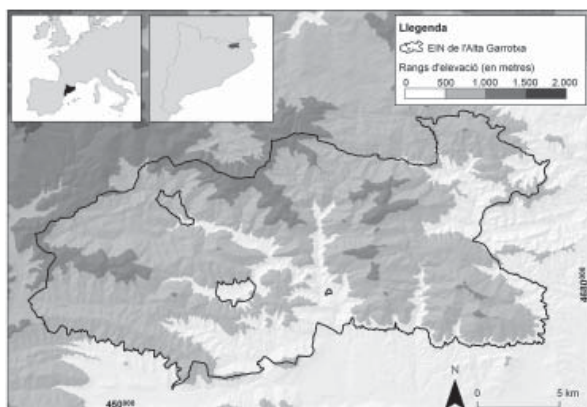 Llegenda
EIN de l'Alta Garrotxa
Rangs d'elevació (en metres)
0 500 1.000 1.500 2.000
4680000
450000
N
0 5 km